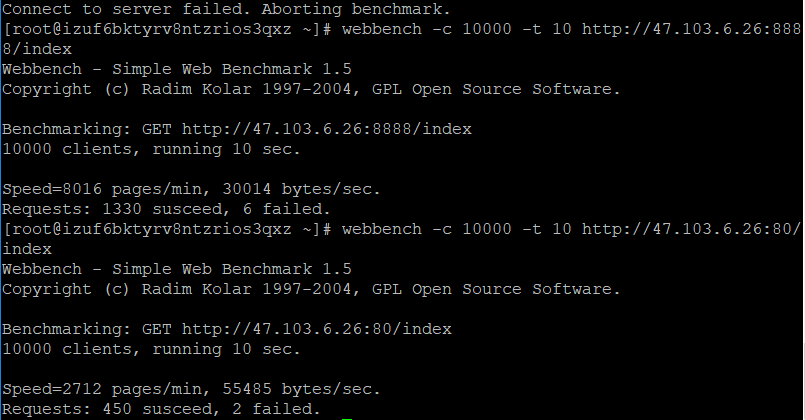 Connect to server failed. Aborting benchmark.
[root@izuf6bktyrv8ntzrios3qxz ~]# webbench -c 10000 -t 10 http://47.103.6.26:888
8/index
Webbench - Simple Web Benchmark 1.5
Copyright (c) Radim Kolar 1997-2004, GPL Open Source Software.
Benchmarking: GET http://47.103.6.26:8888/index
10000 clients, running 10 sec.
Speed=8016 pages/min, 30014 bytes/sec.
Requests: 1330 susceed, 6 failed.
[root@izuf6bktyrv8ntzrios3qxz ~]# webbench -c 10000 -t 10 http://47.103.6.26:80/
index
Webbench - Simple Web Benchmark 1.5
Copyright (c) Radim Kolar 1997-2004, GPL Open Source Software.
Benchmarking: GET http://47.103.6.26:80/index
10000 clients, running 10 sec.
Speed=2712 pages/min, 55485 bytes/sec.
Requests: 450 susceed, 2 failed.